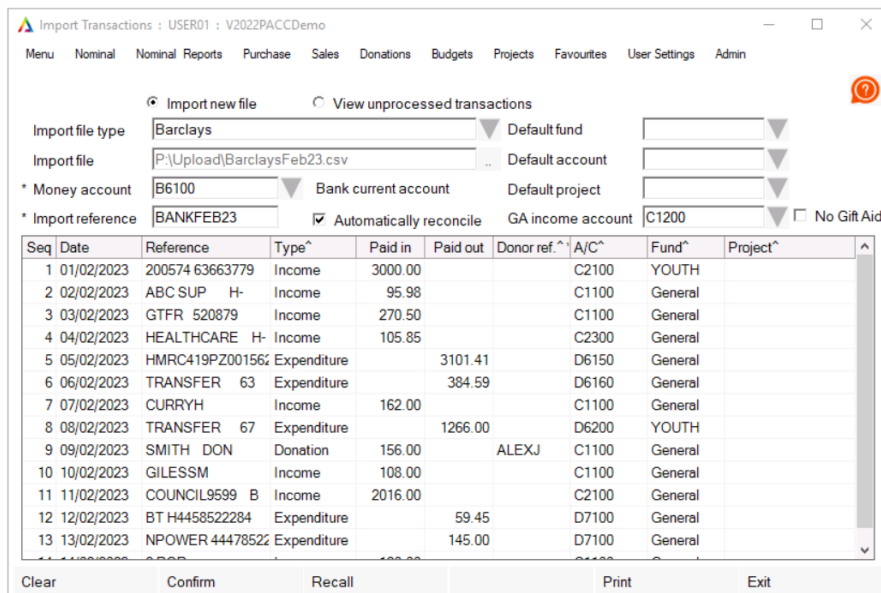 Import Transactions : USER01 : V2022PACCDemo
Menu Nominal Nominal Reports Purchase Sales Donations Budgets Projects Favourites User Settings Admin
Import new file View unprocessed transactions
Import file type Barclays Default fund
Import file P:\Upload\BarclaysFeb23.csv .. Default account
* Money account B6100 Bank current account Default project
* Import reference BANKFEB23 Automatically reconcile GA income account C1200 No Gift Aid
Seq Date Reference Type^ Paid in Paid out Donor ref.^ A/C^ Fund^ Project^
1 01/02/2023 200574 63663779 Income 3000.00 C2100 YOUTH
2 02/02/2023 ABC SUP H- Income 95.98 C1100 General
3 03/02/2023 GTFR 520879 Income 270.50 C1100 General
4 04/02/2023 HEALTHCARE H- Income 105.85 C2300 General
5 05/02/2023 HMRC419PZ001562 Expenditure 3101.41 D6150 General
6 06/02/2023 TRANSFER 63 Expenditure 384.59 D6160 General
7 07/02/2023 CURRYH Income 162.00 C1100 General
8 08/02/2023 TRANSFER 67 Expenditure 1266.00 D6200 YOUTH
9 09/02/2023 SMITH DON Donation 156.00 ALEXJ C1100 General
10 10/02/2023 GILESSM Income 108.00 C1100 General
11 11/02/2023 COUNCIL9599 B Income 2016.00 C2100 General
12 12/02/2023 BT H4458522284 Expenditure 59.45 D7100 General
13 13/02/2023 NPOWER 44478522 Expenditure 145.00 D7100 General
Clear Confirm Recall Print Exit